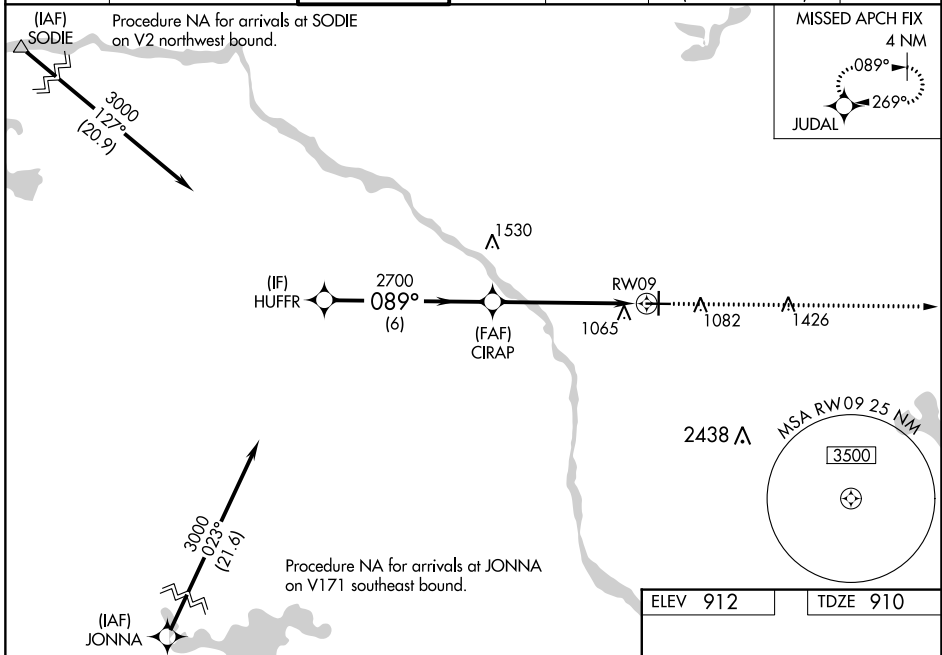 (IAF)
SODIE
Procedure NA for arrivals at SODIE
on V2 northwest bound.
3000
127°
(20.9)
MISSED APCH FIX
4 NM
089°
269°
JUDAL
1530
(IF)
HUFFR
2700
089°
(6)
(FAF)
CIRAP
RW09
1065
1082
1426
2438
MSA RW09 25 NM
3500
3000
023°
(21.6)
Procedure NA for arrivals at JONNA
on V171 southeast bound.
(IAF)
JONNA
ELEV 912
TDZE 910